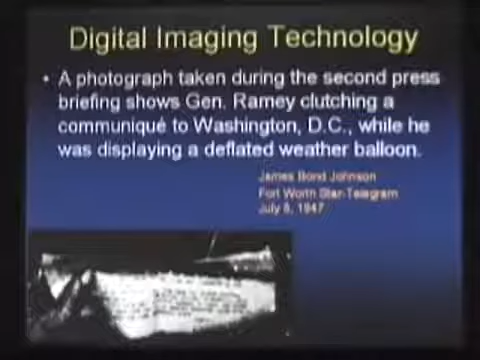 Digital Imaging Technology
• A photograph taken during the second press
briefing shows Gen. Ramey clutching a
communiqué to Washington, D.C., while he
was displaying a deflated weather balloon.
James Bond Johnson
Fort Worth Star-Telegram
July 8, 1947